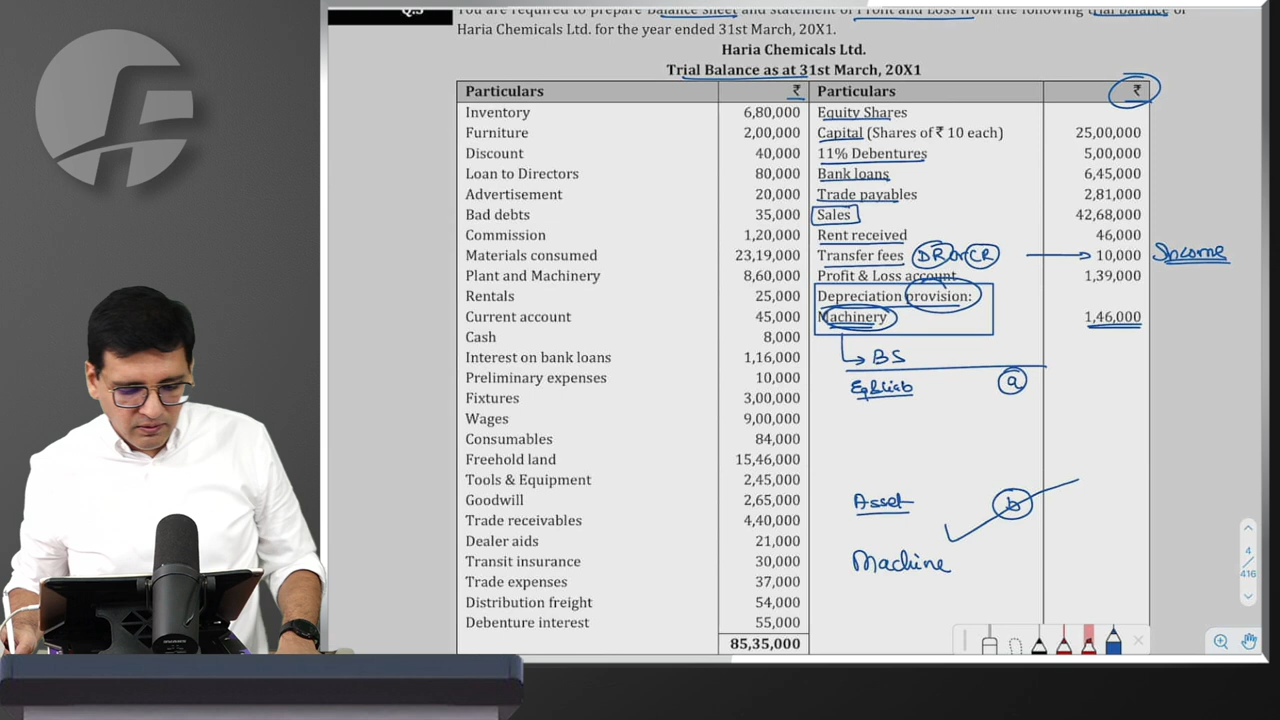 Q.3 You are required to prepare Balance sheet and statement of Profit and Loss from the following trial balance of
Haria Chemicals Ltd. for the year ended 31st March, 20X1.
Haria Chemicals Ltd.
Trial Balance as at 31st March, 20X1
Particulars ₹ Particulars ₹
Inventory 6,80,000 Equity Shares
Furniture 2,00,000 Capital (Shares of ₹ 10 each) 25,00,000
Discount 40,000 11% Debentures 5,00,000
Loan to Directors 80,000 Bank loans 6,45,000
Advertisement 20,000 Trade payables 2,81,000
Bad debts 35,000 Sales 42,68,000
Commission 1,20,000 Rent received 46,000
Materials consumed 23,19,000 Transfer fees DR or CR 10,000 Income
Plant and Machinery 8,60,000 Profit & Loss account 1,39,000
Rentals 25,000 Depreciation provision:
Current account 45,000 Machinery 1,46,000
Cash 8,000
Interest on bank loans 1,16,000 BS
Preliminary expenses 10,000 Eq & Liab a
Fixtures 3,00,000
Wages 9,00,000
Consumables 84,000
Freehold land 15,46,000
Tools & Equipment 2,45,000
Goodwill 2,65,000 Asset b
Trade receivables 4,40,000
Dealer aids 21,000
Transit insurance 30,000 Machine
Trade expenses 37,000
Distribution freight 54,000
Debenture interest 55,000
85,35,000
4
/
416